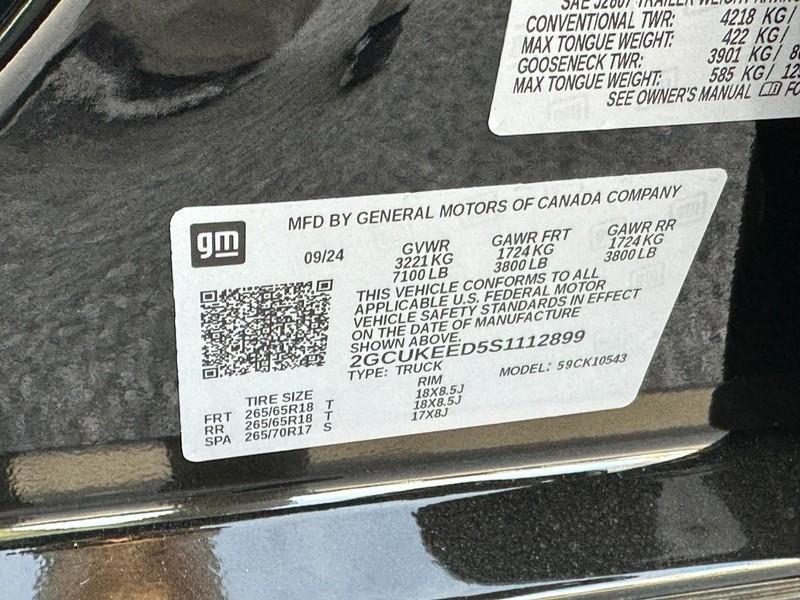 SAE J2807 TRAILER WEIGHT
CONVENTIONAL TWR: 4218 KG/
MAX TONGUE WEIGHT: 422 KG/
GOOSENECK TWR: 3901 KG/
MAX TONGUE WEIGHT: 585 KG/
SEE OWNER'S MANUAL
gm
MFD BY GENERAL MOTORS OF CANADA COMPANY
09/24 GVWR GAWR FRT GAWR RR
3221 KG 1724 KG 1724 KG
7100 LB 3800 LB 3800 LB
THIS VEHICLE CONFORMS TO ALL
APPLICABLE U.S. FEDERAL MOTOR
VEHICLE SAFETY STANDARDS IN EFFECT
ON THE DATE OF MANUFACTURE
SHOWN ABOVE.
2GCUKEED5S1112899
TYPE: TRUCK MODEL: 59CK10543
TIRE SIZE RIM
FRT 265/65R18 T 18X8.5J
RR 265/65R18 T 18X8.5J
SPA 265/70R17 S 17X8J